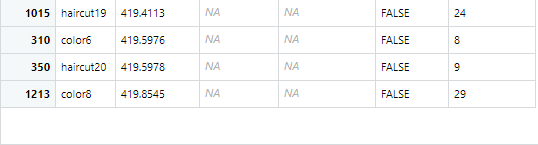 1015 haircut19 419.4113 NA NA FALSE 24
310 color6 419.5976 NA NA FALSE 8
350 haircut20 419.5978 NA NA FALSE 9
1213 color8 419.8545 NA NA FALSE 29